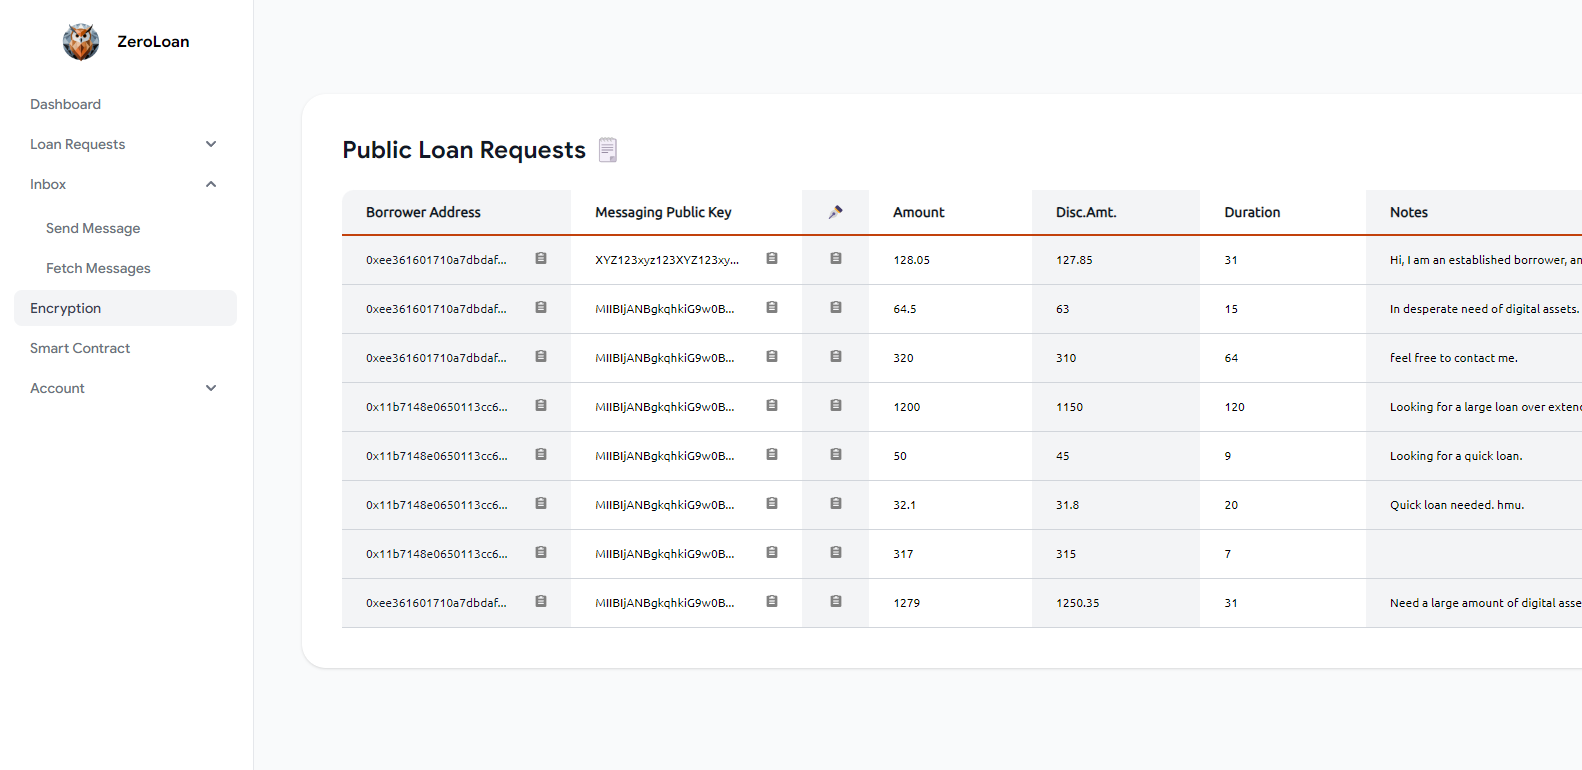 ZeroLoan
Dashboard
Loan Requests
Inbox
Send Message
Fetch Messages
Encryption
Smart Contract
Account
Public Loan Requests
Borrower Address Messaging Public Key Amount Disc.Amt. Duration Notes
0xee361601710a7dbdaf... XYZ123xyz123XYZ123xy... 128.05 127.85 31 Hi, I am an established borrower, an
0xee361601710a7dbdaf... MIIBIjANBgkqhkiG9w0B... 64.5 63 15 In desperate need of digital assets.
0xee361601710a7dbdaf... MIIBIjANBgkqhkiG9w0B... 320 310 64 feel free to contact me.
0x11b7148e0650113cc6... MIIBIjANBgkqhkiG9w0B... 1200 1150 120 Looking for a large loan over exten
0x11b7148e0650113cc6... MIIBIjANBgkqhkiG9w0B... 50 45 9 Looking for a quick loan.
0x11b7148e0650113cc6... MIIBIjANBgkqhkiG9w0B... 32.1 31.8 20 Quick loan needed. hmu.
0x11b7148e0650113cc6... MIIBIjANBgkqhkiG9w0B... 317 315 7
0xee361601710a7dbdaf... MIIBIjANBgkqhkiG9w0B... 1279 1250.35 31 Need a large amount of digital asse